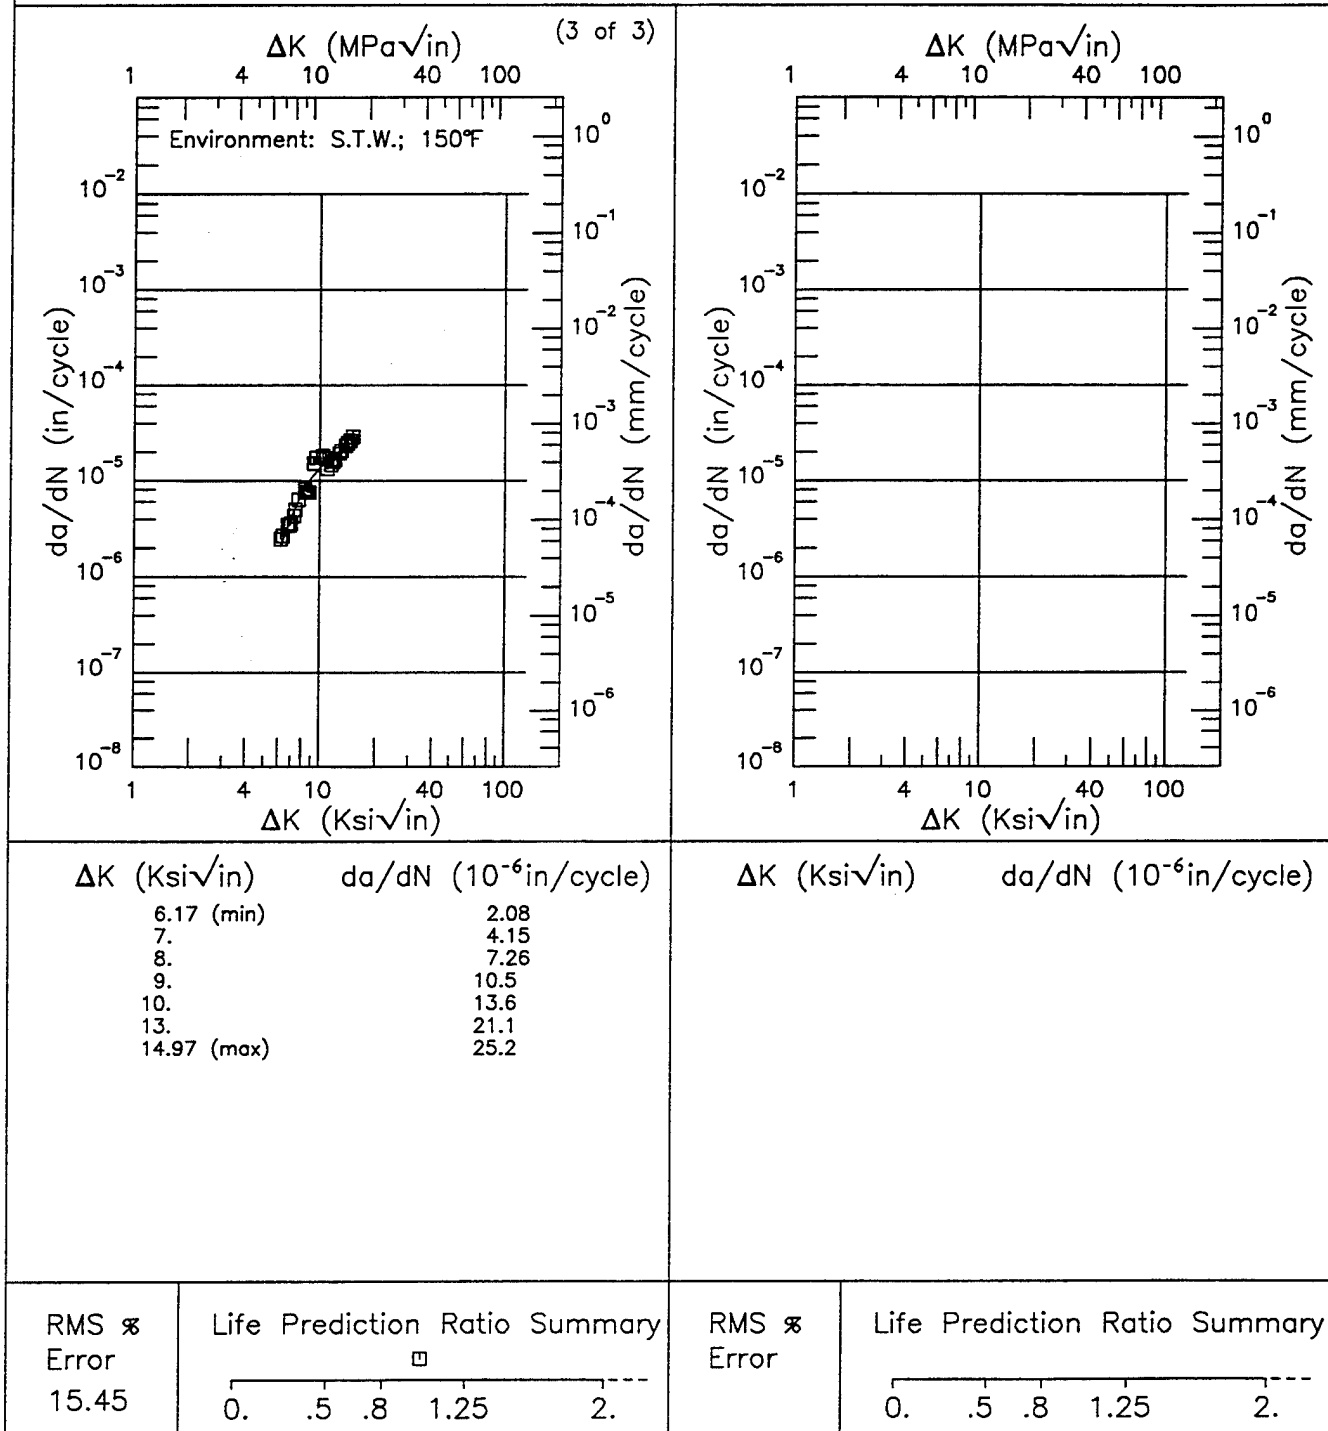 (3 of 3)
ΔK (MPa√in)
1 4 10 40 100
Environment: S.T.W.; 150°F
da/dN (in/cycle)
10⁻²
10⁻³
10⁻⁴
10⁻⁵
10⁻⁶
10⁻⁷
10⁻⁸
10⁰
10⁻¹
10⁻²
10⁻³
10⁻⁴
10⁻⁵
10⁻⁶
da/dN (mm/cycle)
1 4 10 40 100
ΔK (Ksi√in)
ΔK (MPa√in)
1 4 10 40 100
da/dN (in/cycle)
10⁻²
10⁻³
10⁻⁴
10⁻⁵
10⁻⁶
10⁻⁷
10⁻⁸
10⁰
10⁻¹
10⁻²
10⁻³
10⁻⁴
10⁻⁵
10⁻⁶
da/dN (mm/cycle)
1 4 10 40 100
ΔK (Ksi√in)
ΔK (Ksi√in) da/dN (10⁻⁶in/cycle)
6.17 (min) 2.08
7. 4.15
8. 7.26
9. 10.5
10. 13.6
13. 21.1
14.97 (max) 25.2
ΔK (Ksi√in) da/dN (10⁻⁶in/cycle)
RMS %
Error
15.45
Life Prediction Ratio Summary
0. .5 .8 1.25 2.
RMS %
Error
Life Prediction Ratio Summary
0. .5 .8 1.25 2.